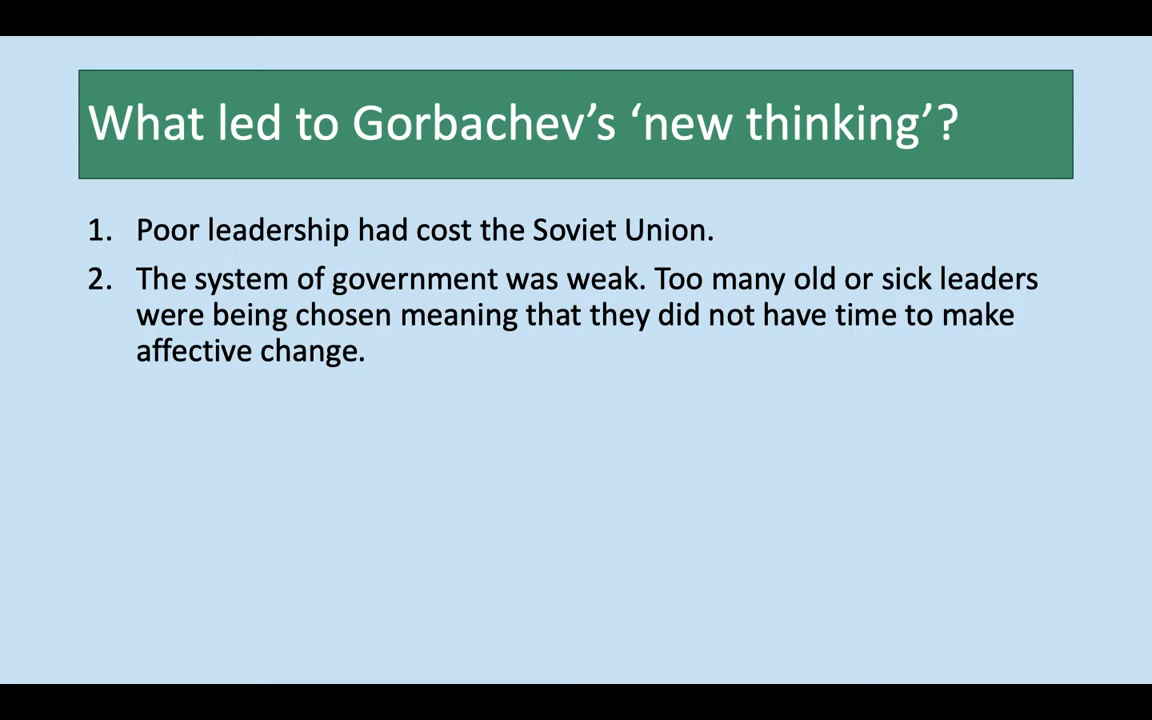 What led to Gorbachev’s ‘new thinking’?
1. Poor leadership had cost the Soviet Union.
2. The system of government was weak. Too many old or sick leaders
were being chosen meaning that they did not have time to make
affective change.